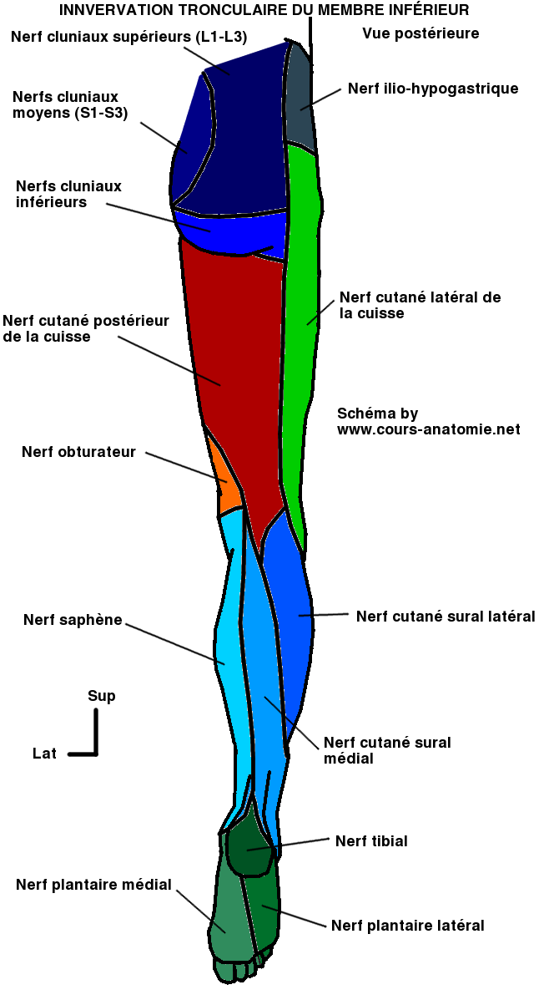 INNVERVATION TRONCULAIRE DU MEMBRE INFÉRIEUR
Nerf cluniaux supérieurs (L1-L3)
Vue postérieure
Nerf ilio-hypogastrique
Nerfs cluniaux
moyens (S1-S3)
Nerfs cluniaux
inférieurs
Nerf cutané latéral de
la cuisse
Nerf cutané postérieur
de la cuisse
Schéma by
www.cours-anatomie.net
Nerf obturateur
Nerf saphène
Nerf cutané sural latéral
Sup
Lat
Nerf cutané sural
médial
Nerf tibial
Nerf plantaire médial
Nerf plantaire latéral